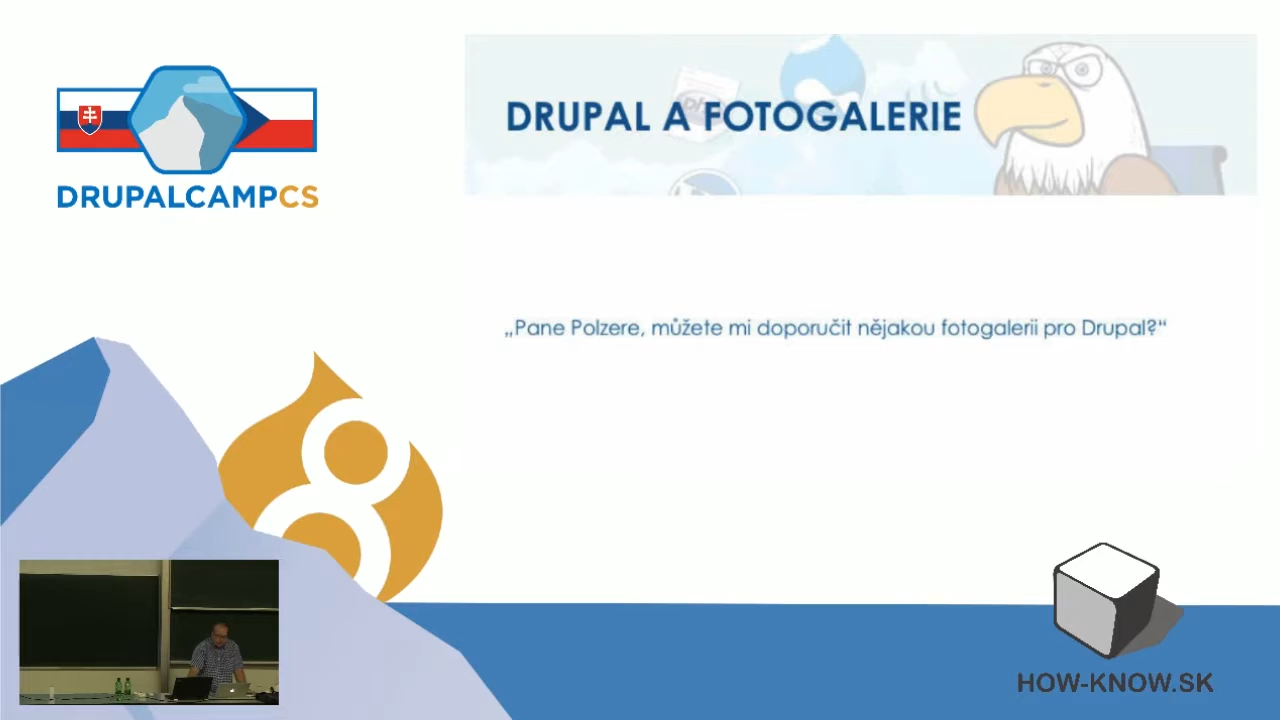 DRUPALCAMPCS
DRUPAL A FOTOGALERIE
„Pane Polzere, můžete mi doporučit nějakou fotogalerii pro Drupal?“
HOW-KNOW.SK